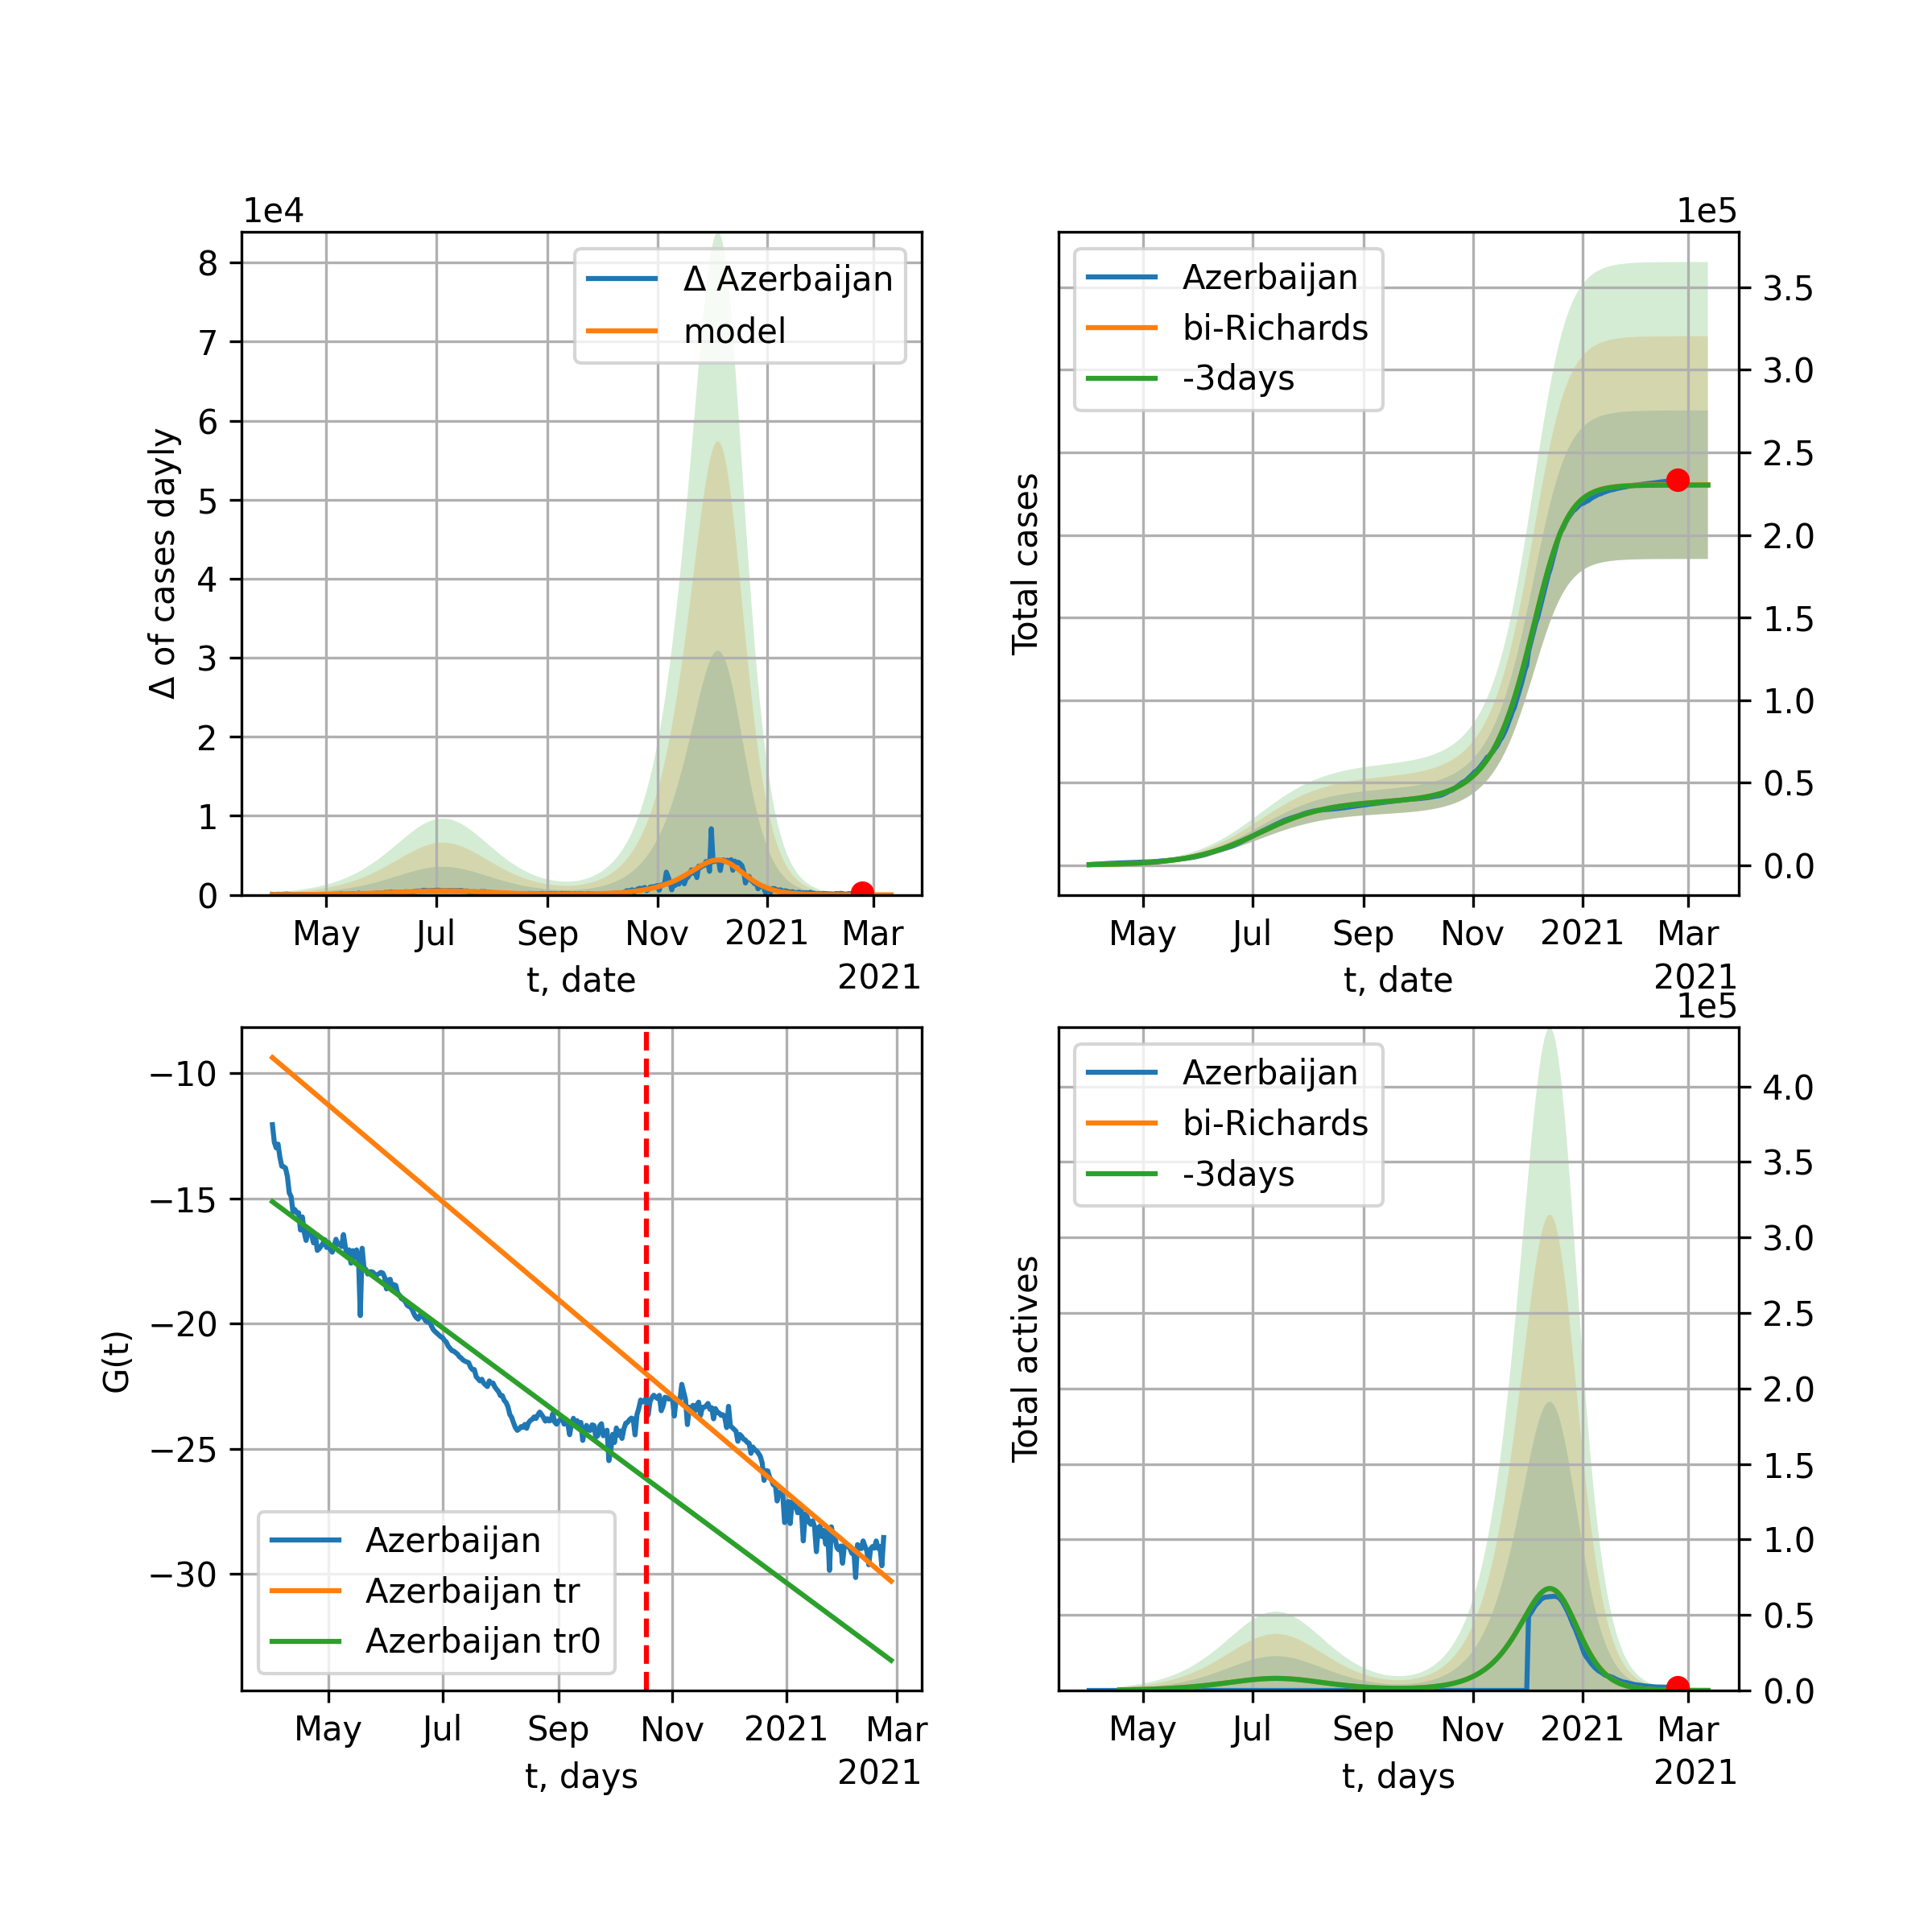 1e4
8
7
6
5
4
3
2
1
0
Δ of cases dayly
Δ Azerbaijan
model
May Jul Sep Nov 2021 Mar
t, date
2021
1e5
Azerbaijan
bi-Richards
-3days
3.5
3.0
2.5
2.0
1.5
1.0
0.5
0.0
Total cases
May Jul Sep Nov 2021 Mar
t, date
2021
−10
−15
−20
−25
−30
G(t)
Azerbaijan
Azerbaijan tr
Azerbaijan tr0
May Jul Sep Nov 2021 Mar
t, days
2021
1e5
Azerbaijan
bi-Richards
-3days
4.0
3.5
3.0
2.5
2.0
1.5
1.0
0.5
0.0
Total actives
May Jul Sep Nov 2021 Mar
t, days
2021